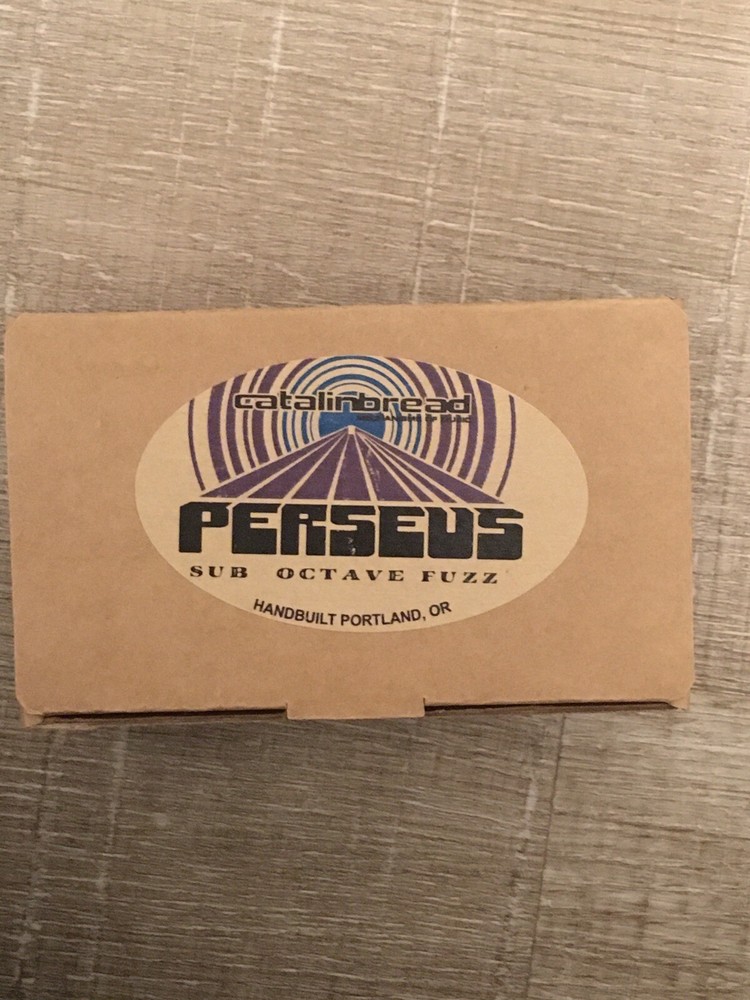 catalinbread
PERSEUS
SUB OCTAVE FUZZ
HANDBUILT PORTLAND, OR